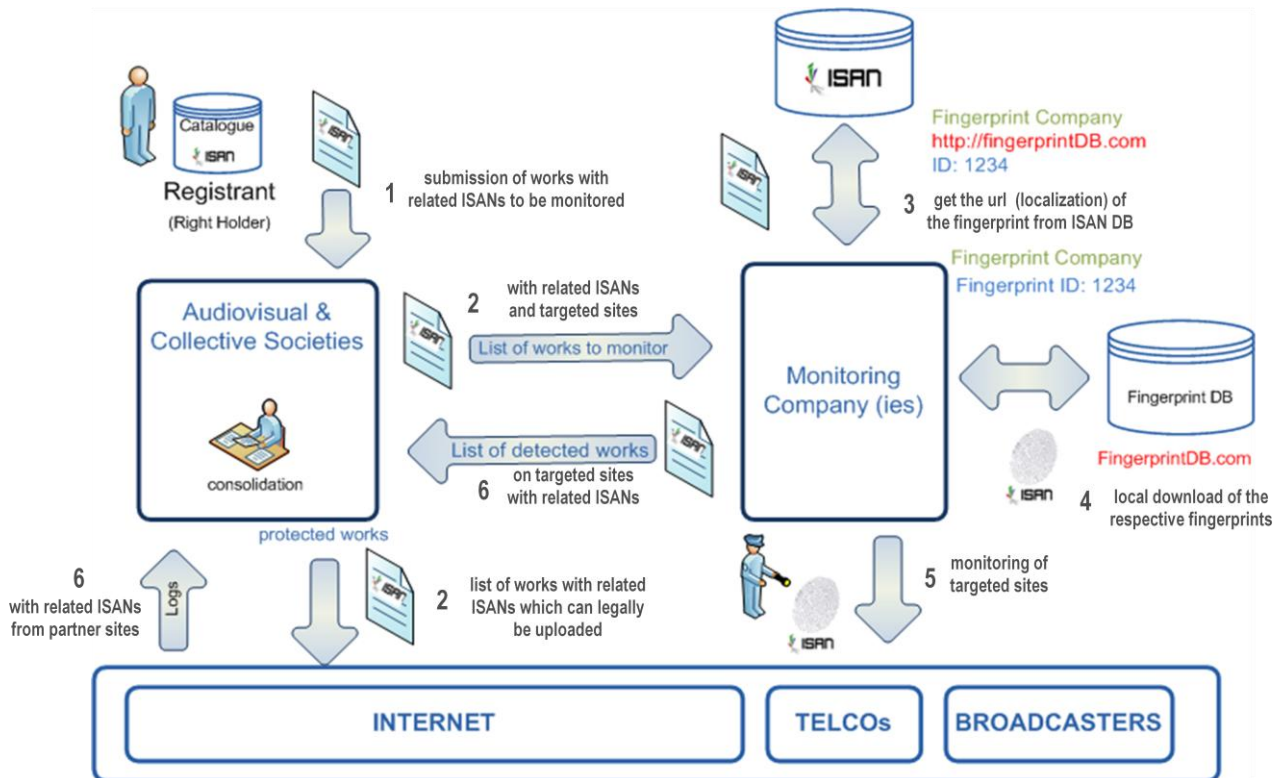 ISAN
Catalogue
ISAN
Registrant
(Right Holder)
ISAN
1
submission of works with
related ISANs to be monitored
ISAN
Fingerprint Company
http://fingerprintDB.com
ID: 1234
3
get the url (localization) of
the fingerprint from ISAN DB
Audiovisual &
Collective Societies
consolidation
ISAN
2
with related ISANs
and targeted sites
List of works to monitor
List of detected works
6
on targeted sites
with related ISANs
ISAN
Monitoring
Company (ies)
Fingerprint Company
Fingerprint ID: 1234
Fingerprint DB
FingerprintDB.com
ISAN
4
local download of the
respective fingerprints
protected works
6
with related ISANs
from partner sites
Logs
ISAN
2
list of works with related
ISANs which can legally
be uploaded
5
monitoring of
targeted sites
ISAN
INTERNET
TELCOs
BROADCASTERS